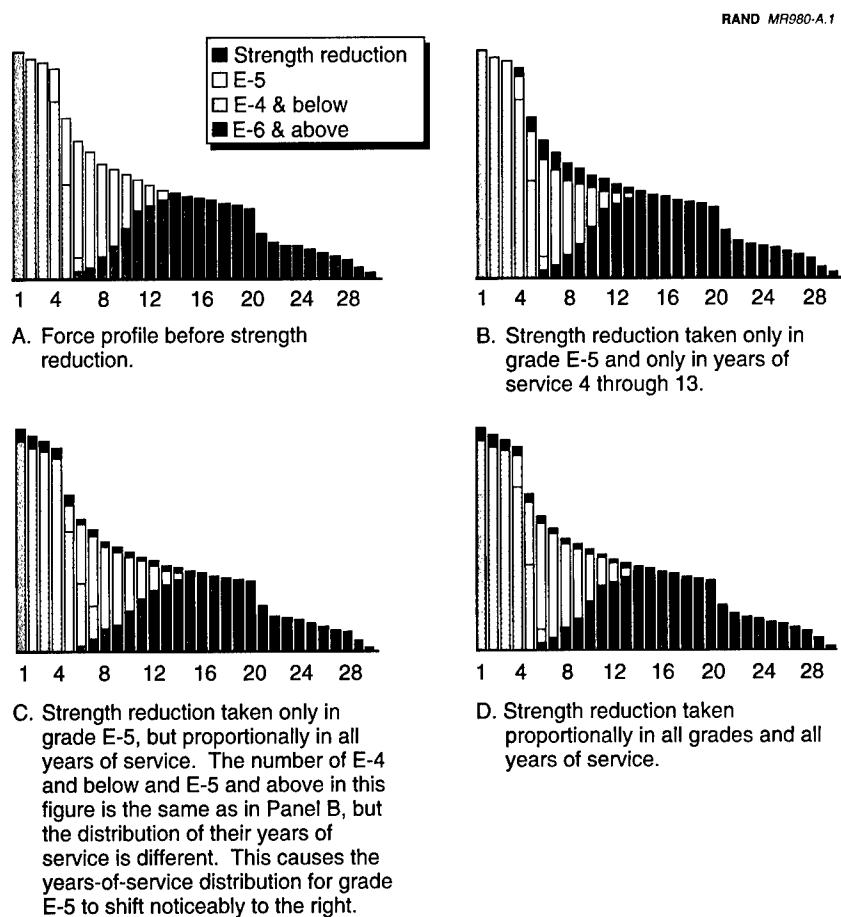 RAND MR980-A.1
■ Strength reduction
□ E-5
□ E-4 & below
■ E-6 & above
1 4 8 12 16 20 24 28
A. Force profile before strength
reduction.
1 4 8 12 16 20 24 28
B. Strength reduction taken only in
grade E-5 and only in years of
service 4 through 13.
1 4 8 12 16 20 24 28
C. Strength reduction taken only in
grade E-5, but proportionally in all
years of service. The number of E-4
and below and E-5 and above in this
figure is the same as in Panel B, but
the distribution of their years of
service is different. This causes the
years-of-service distribution for grade
E-5 to shift noticeably to the right.
1 4 8 12 16 20 24 28
D. Strength reduction taken
proportionally in all grades and all
years of service.